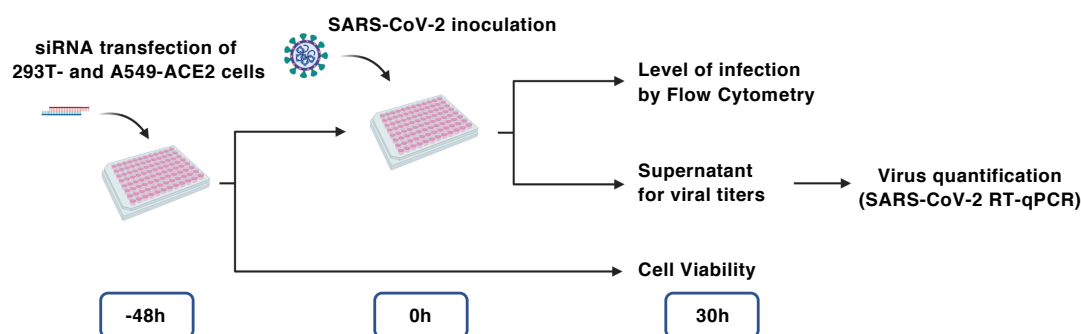 siRNA transfection of
293T- and A549-ACE2 cells
SARS-CoV-2 inoculation
Level of infection
by Flow Cytometry
Supernatant
for viral titers
Virus quantification
(SARS-CoV-2 RT-qPCR)
Cell Viability
-48h
0h
30h